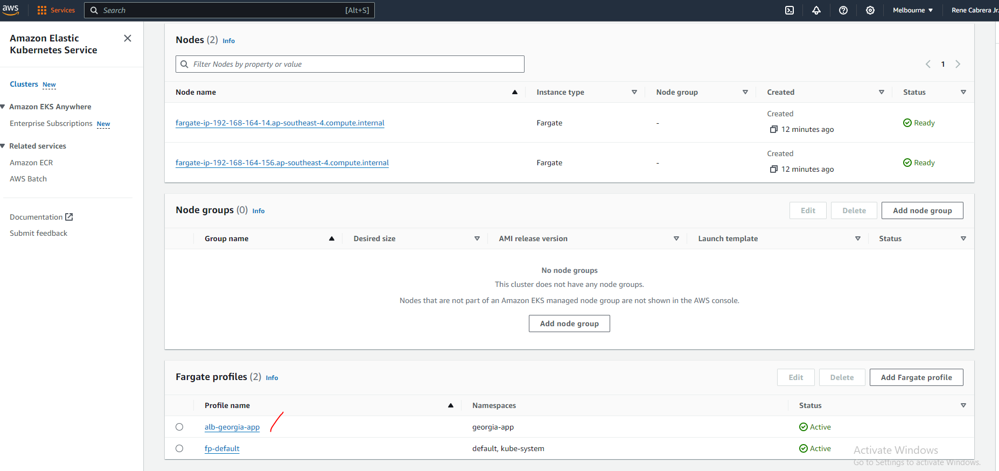 aws Services Search [Alt+S] Melbourne ▼ Rene Cabrera Jr.
Amazon Elastic
Kubernetes Service
Clusters New
Amazon EKS Anywhere
Enterprise Subscriptions New
Related services
Amazon ECR
AWS Batch
Documentation
Submit feedback
Nodes (2) Info
Filter Nodes by property or value
1
Node name Instance type Node group Created Status
fargate-ip-192-168-164-14.ap-southeast-4.compute.internal Fargate - Created
12 minutes ago Ready
fargate-ip-192-168-164-156.ap-southeast-4.compute.internal Fargate - Created
12 minutes ago Ready
Node groups (0) Info Edit Delete Add node group
Group name Desired size AMI release version Launch template Status
No node groups
This cluster does not have any node groups.
Nodes that are not part of an Amazon EKS managed node group are not shown in the AWS console.
Add node group
Fargate profiles (2) Info Edit Delete Add Fargate profile
Profile name Namespaces Status
alb-georgia-app georgia-app Active
fp-default default, kube-system Active
Activate Windows
Go to Settings to activate Windows.